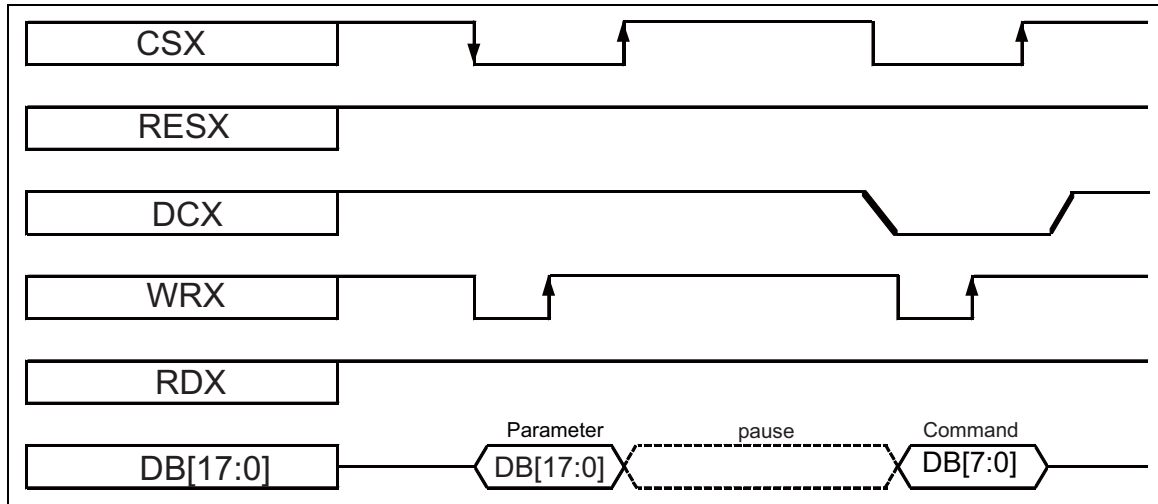 CSX
RESX
DCX
WRX
RDX
Parameter
pause
Command
DB[17:0]
DB[17:0]
DB[7:0]